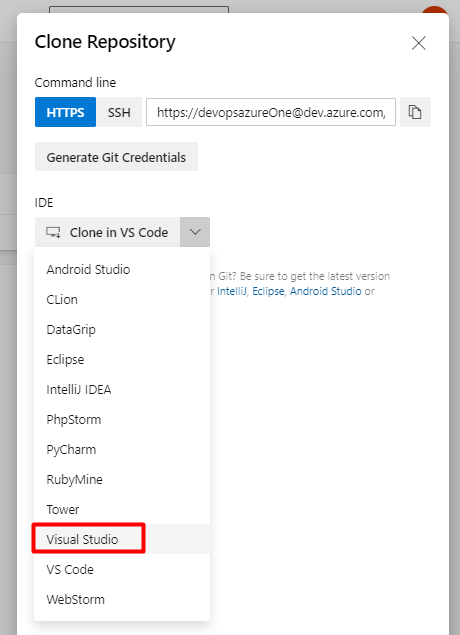 Clone Repository
Command line
HTTPS SSH https://devopsazureOne@dev.azure.com,
Generate Git Credentials
IDE
Clone in VS Code
Android Studio
n Git? Be sure to get the latest version
CLion
r IntelliJ, Eclipse, Android Studio or
DataGrip
Eclipse
IntelliJ IDEA
PhpStorm
PyCharm
RubyMine
Tower
Visual Studio
VS Code
WebStorm